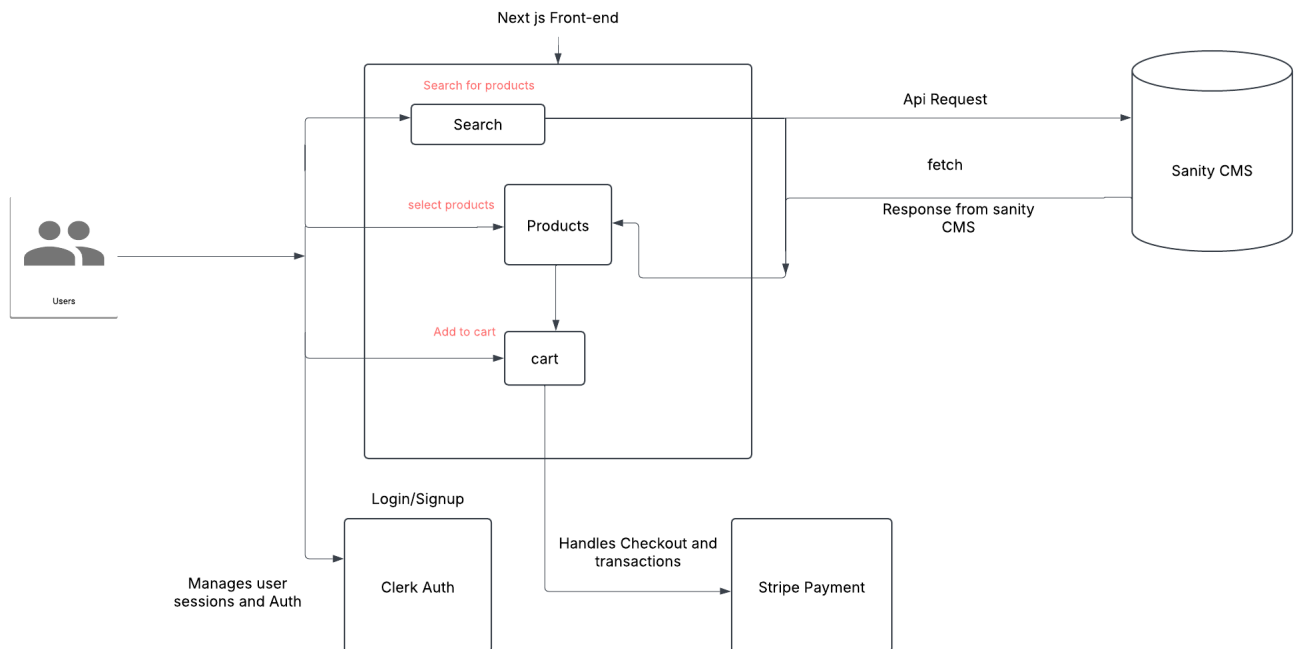 Next js Front-end
Search for products
Search
Api Request
fetch
Sanity CMS
select products
Products
Response from sanity
CMS
Users
Add to cart
cart
Login/Signup
Handles Checkout and
transactions
Manages user
sessions and Auth
Clerk Auth
Stripe Payment